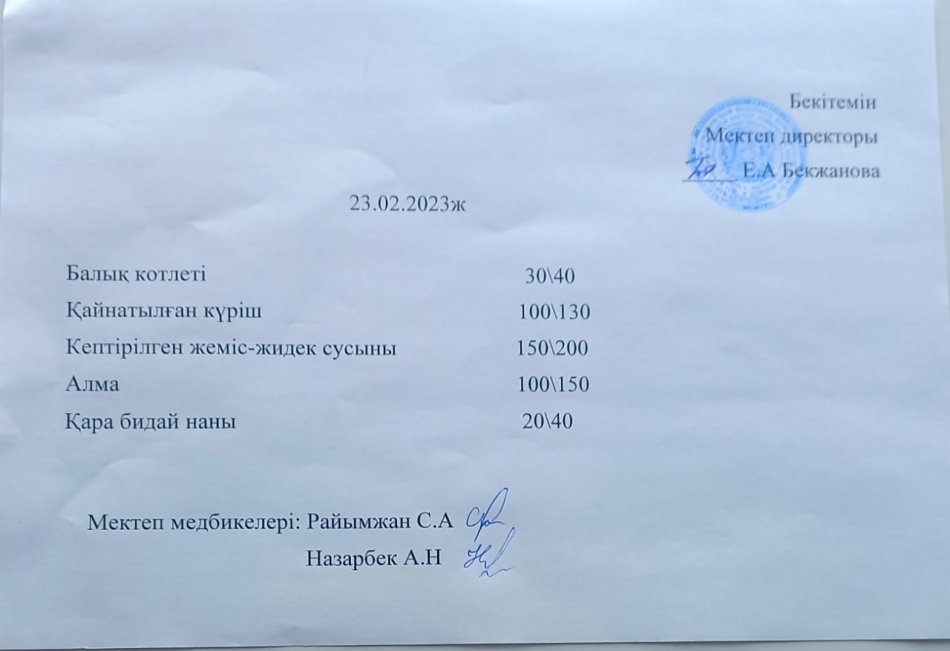 Бекітемін
Мектеп директоры
Е.А Бекжанова
23.02.2023ж
Балық котлеті 30\40
Қайнатылған күріш 100\130
Кептірілген жеміс-жидек сусыны 150\200
Алма 100\150
Қара бидай наны 20\40
Мектеп медбикелері: Райымжан С.А
Назарбек А.Н